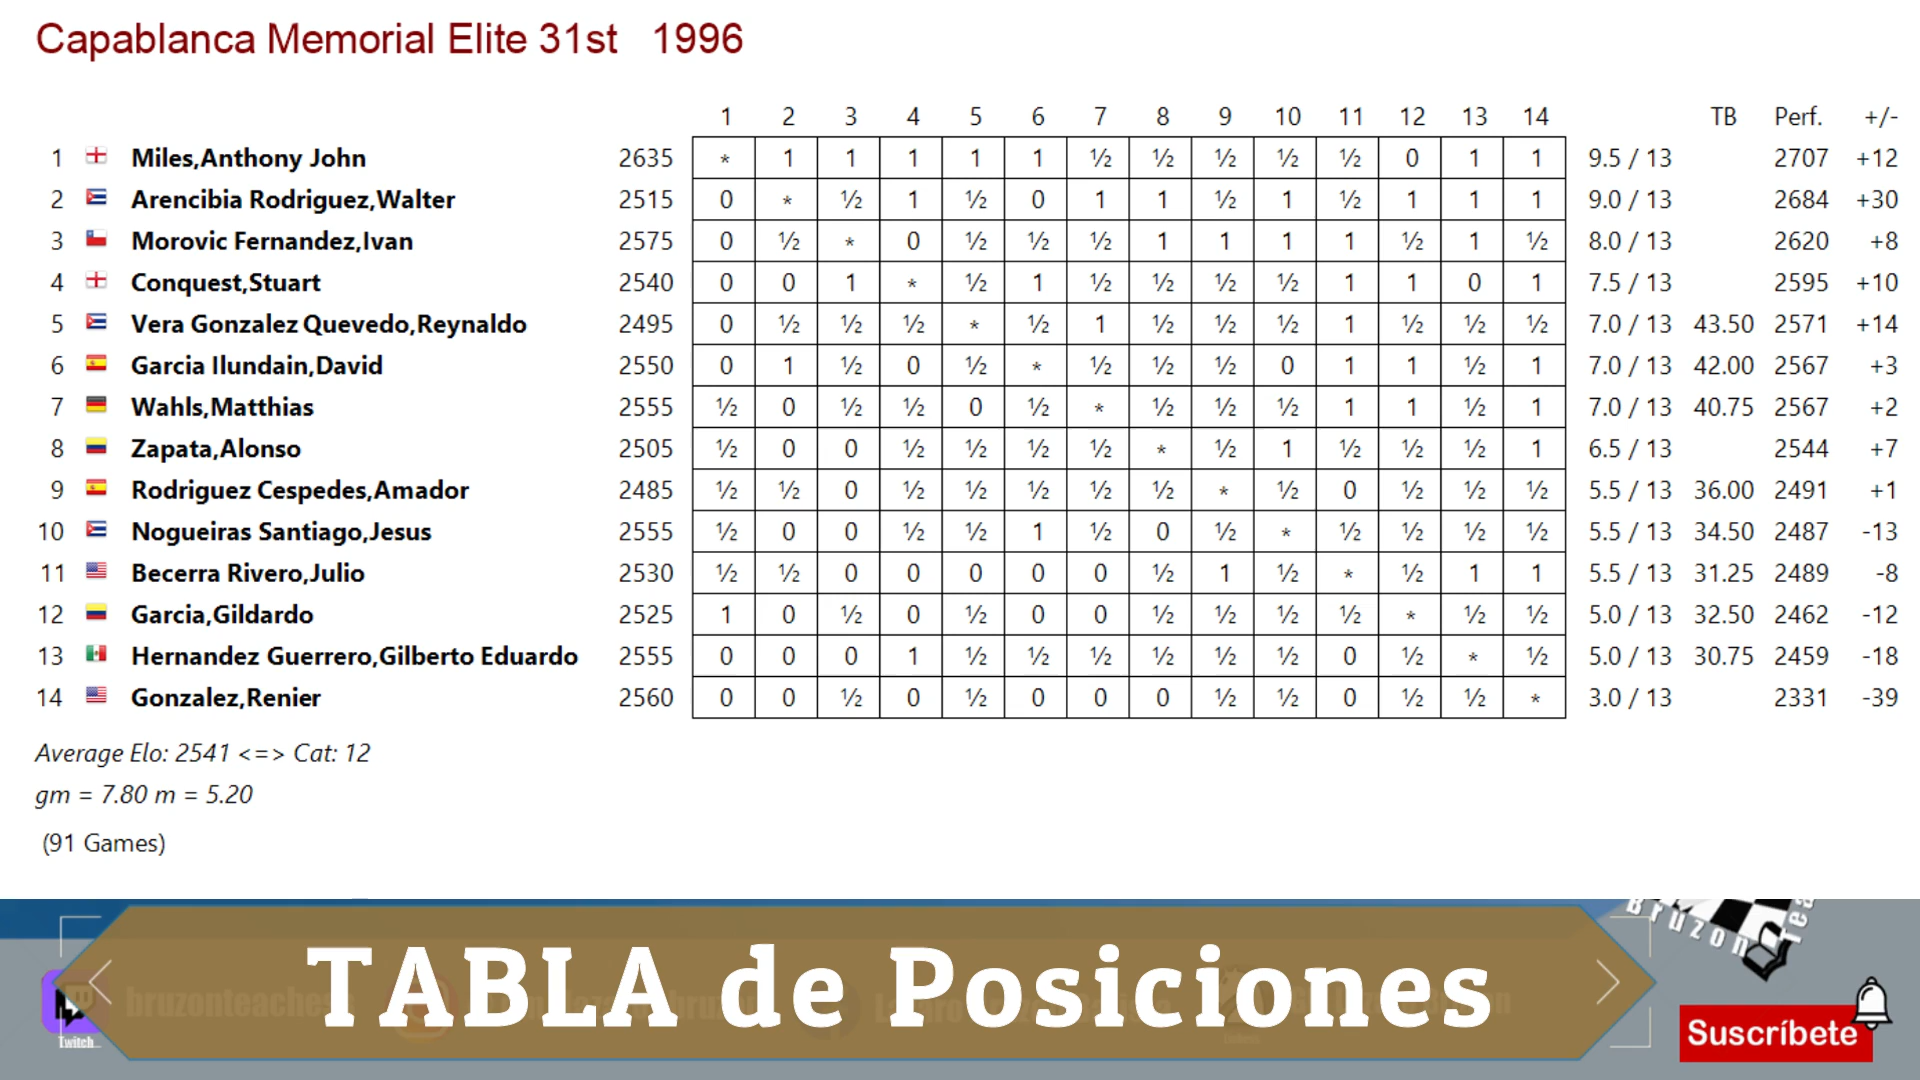 Capablanca Memorial Elite 31st 1996
1 2 3 4 5 6 7 8 9 10 11 12 13 14 TB Perf. +/-
1 Miles,Anthony John 2635 * 1 1 1 1 1 ½ ½ ½ ½ ½ 0 1 1 9.5 / 13 2707 +12
2 Arencibia Rodriguez,Walter 2515 0 * ½ 1 ½ 0 1 1 ½ 1 ½ 1 1 1 9.0 / 13 2684 +30
3 Morovic Fernandez,Ivan 2575 0 ½ * 0 ½ ½ ½ 1 1 1 1 ½ 1 ½ 8.0 / 13 2620 +8
4 Conquest,Stuart 2540 0 0 1 * ½ 1 ½ ½ ½ ½ 1 1 0 1 7.5 / 13 2595 +10
5 Vera Gonzalez Quevedo,Reynaldo 2495 0 ½ ½ ½ * ½ 1 ½ ½ ½ 1 ½ ½ ½ 7.0 / 13 43.50 2571 +14
6 Garcia Ilundain,David 2550 0 1 ½ 0 ½ * ½ ½ ½ 0 1 1 ½ 1 7.0 / 13 42.00 2567 +3
7 Wahls,Matthias 2555 ½ 0 ½ ½ 0 ½ * ½ ½ ½ 1 1 ½ 1 7.0 / 13 40.75 2567 +2
8 Zapata,Alonso 2505 ½ 0 0 ½ ½ ½ ½ * ½ 1 ½ ½ ½ 1 6.5 / 13 2544 +7
9 Rodriguez Cespedes,Amador 2485 ½ ½ 0 ½ ½ ½ ½ ½ * ½ 0 ½ ½ ½ 5.5 / 13 36.00 2491 +1
10 Nogueiras Santiago,Jesus 2555 ½ 0 0 ½ ½ 1 ½ 0 ½ * ½ ½ ½ ½ 5.5 / 13 34.50 2487 -13
11 Becerra Rivero,Julio 2530 ½ ½ 0 0 0 0 0 ½ 1 ½ * ½ 1 1 5.5 / 13 31.25 2489 -8
12 Garcia,Gildardo 2525 1 0 ½ 0 ½ 0 0 ½ ½ ½ ½ * ½ ½ 5.0 / 13 32.50 2462 -12
13 Hernandez Guerrero,Gilberto Eduardo 2555 0 0 0 1 ½ ½ ½ ½ ½ ½ 0 ½ * ½ 5.0 / 13 30.75 2459 -18
14 Gonzalez,Renier 2560 0 0 ½ 0 ½ 0 0 0 ½ ½ 0 ½ ½ * 3.0 / 13 2331 -39
Average Elo: 2541 <=> Cat: 12
gm = 7.80 m = 5.20
(91 Games)
TABLA de Posiciones
bruzonteaches
Twitch
Bruzon
Suscríbete